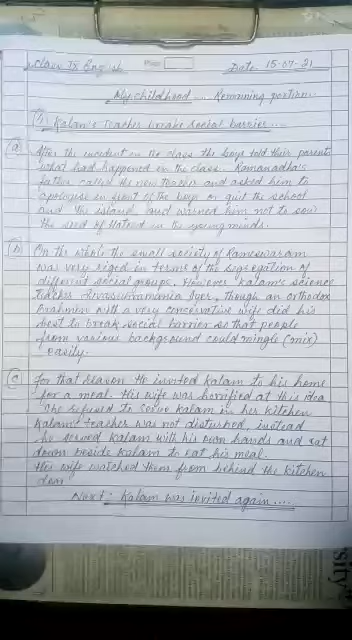 Class IX English Page Date 15-07-21
My childhood .... Remaining portion
4) Kalam's Teacher breaks social barrier....
(a) After the incident in the class the boys told their parents
what had happened in the class. Ramanadha's
father called the new teacher and asked him to
apologise in front of the boys or quit the school
and the island, and warned him not to sow
the seed of Hatred in the young minds.
(b) On the whole the small society of Rameswaram
was very riged in terms of the segregation of
different social groups. However Kalam's science
teacher Iyer, though an orthodox
Brahmen with a very conservative wife did his
best to break social barrier so that people
from various background could mingle (mix)
easily.
(c) For that reason He invited Kalam to his home
for a meal. His wife was horrified at this idea
She refused to serve Kalam in her kitchen
Kalam's teacher was not disturbed, instead
he served Kalam with his own hands and sat
down beside Kalam to eat his meal.
His wife watched them from behind the kitchen
door.
Next: Kalam was invited again ....